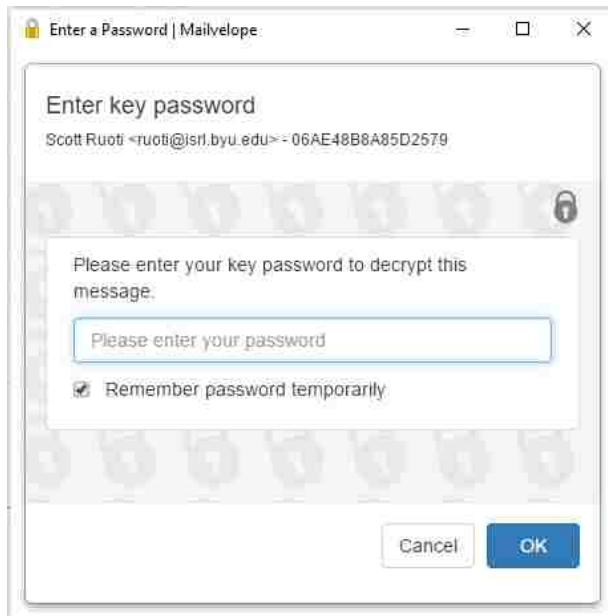 Enter a Password | Mailvelope
Enter key password
Scott Ruoti <ruoti@isrl.byu.edu> - 06AE48B8A85D2579
Please enter your key password to decrypt this
message.
Please enter your password
Remember password temporarily
Cancel
OK